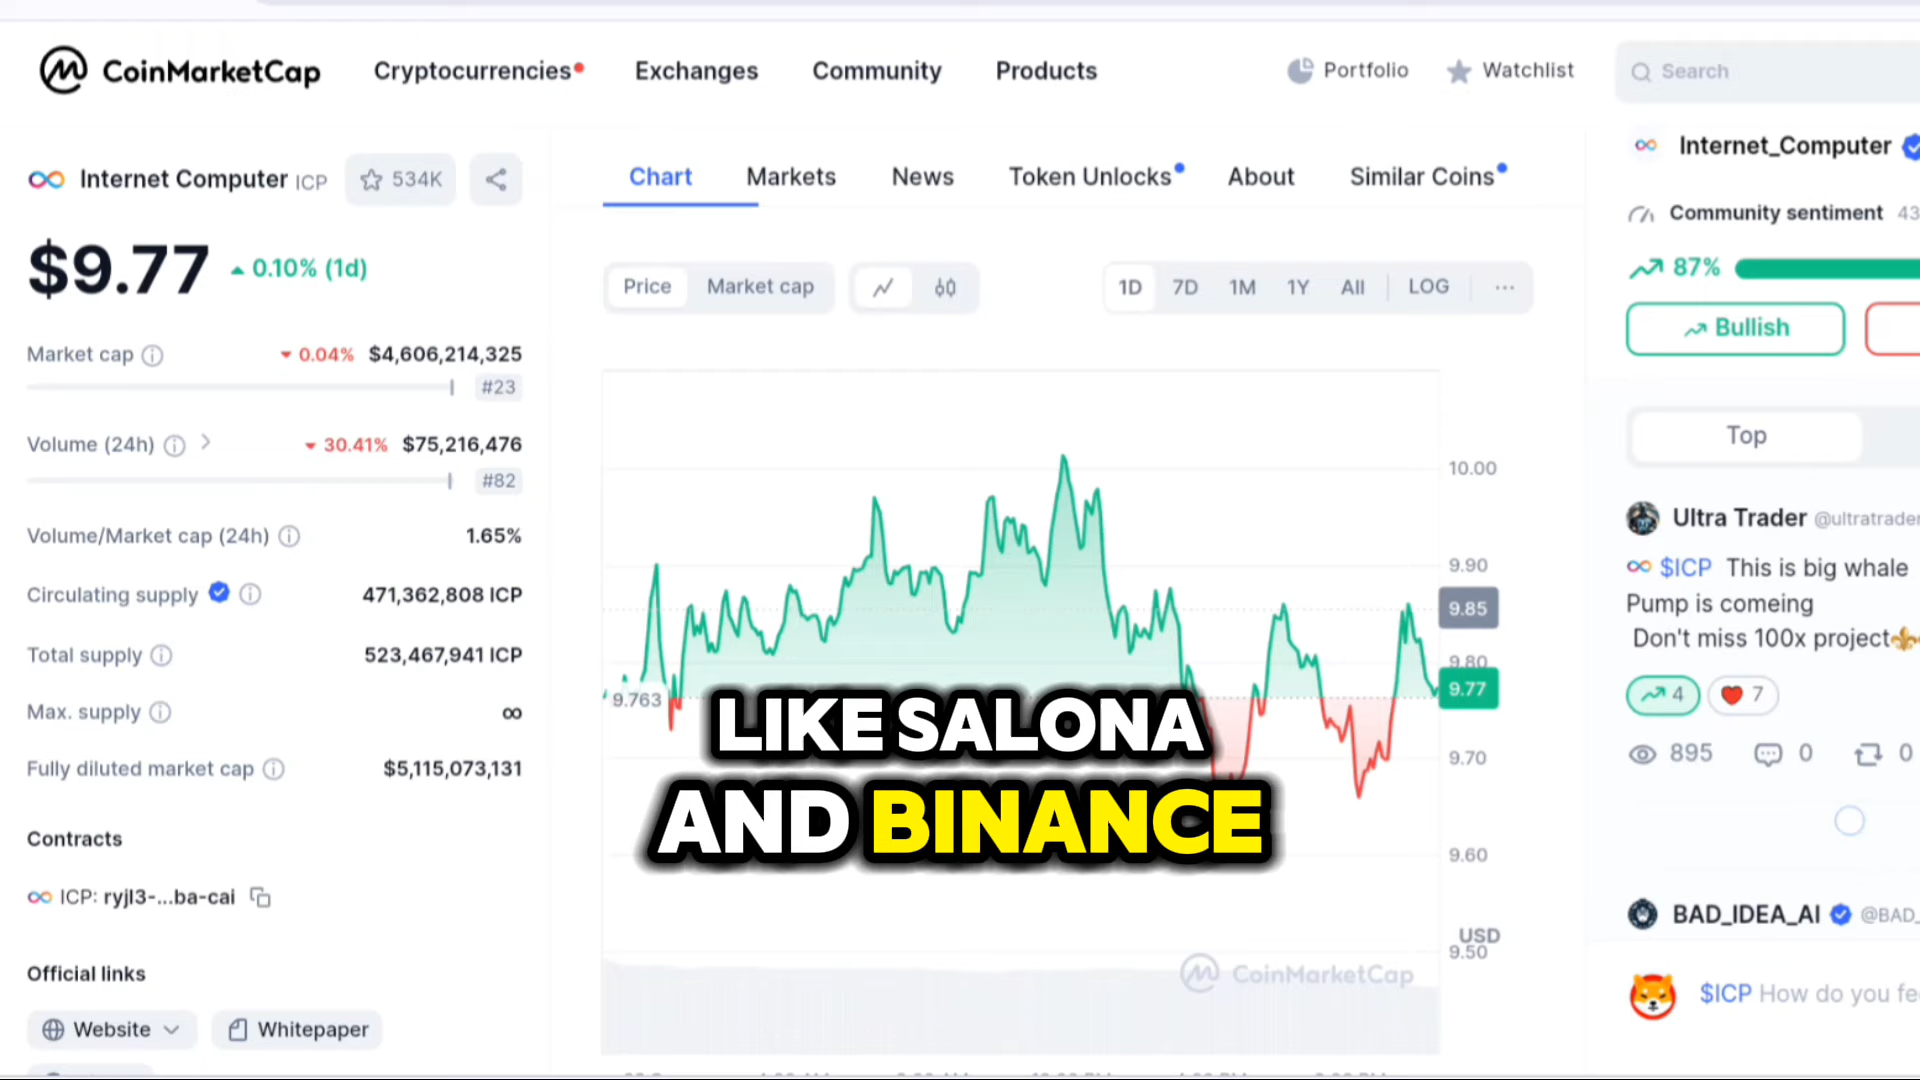 CoinMarketCap Cryptocurrencies Exchanges Community Products Portfolio Watchlist Search
Internet Computer ICP 534K
$9.77 0.10% (1d)
Market cap 0.04% $4,606,214,325
#23
Volume (24h) 30.41% $75,216,476
#82
Volume/Market cap (24h) 1.65%
Circulating supply 471,362,808 ICP
Total supply 523,467,941 ICP
Max. supply ∞
Fully diluted market cap $5,115,073,131
Contracts
ICP: ryjl3-...ba-cai
Official links
Website Whitepaper
Chart Markets News Token Unlocks About Similar Coins
Price Market cap 1D 7D 1M 1Y All LOG ...
10.00
9.90
9.85
9.80
9.77
9.763
9.70
9.60
USD
9.50
CoinMarketCap
LIKE SALONA
AND BINANCE
Internet_Computer
Community sentiment 43
87%
Bullish
Top
Ultra Trader @ultratrader
$ICP This is big whale
Pump is comeing
Don't miss 100x project
4 7
895 0 0
BAD_IDEA_AI @BAD_
$ICP How do you fe